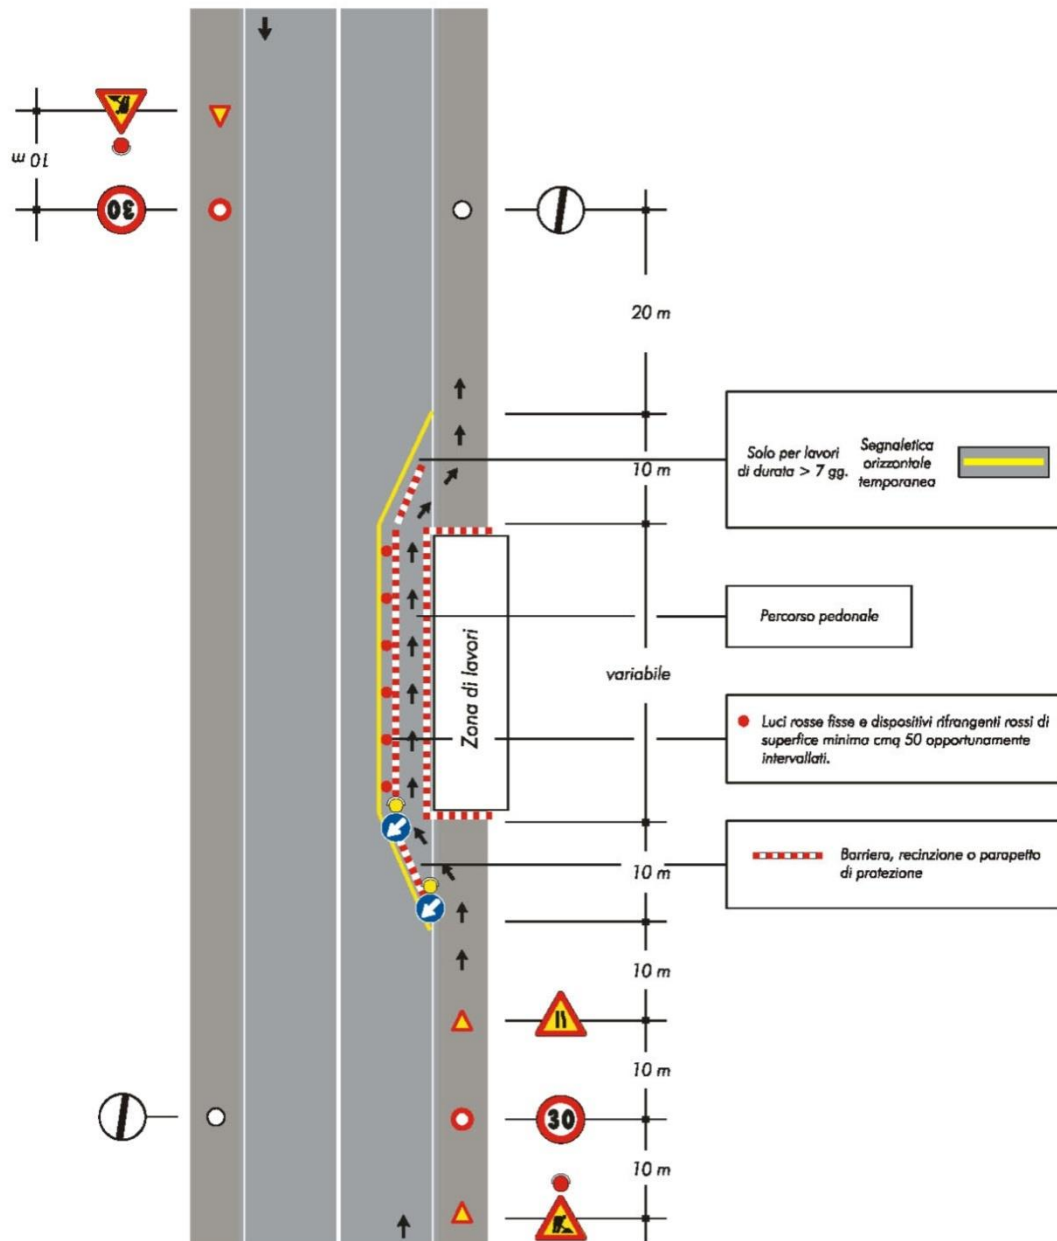 10 m
30
20 m
10 m
Solo per lavori
di durata > 7 gg.
Segnaletica
orizzontale
temporanea
Zona di lavori
Percorso pedonale
variabile
Luci rosse fisse e dispositivi rifrangenti rossi di
superfice minima cmq 50 opportunamente
intervallati.
Barriera, recinzione o parapetto
di protezione
10 m
10 m
10 m
30
10 m